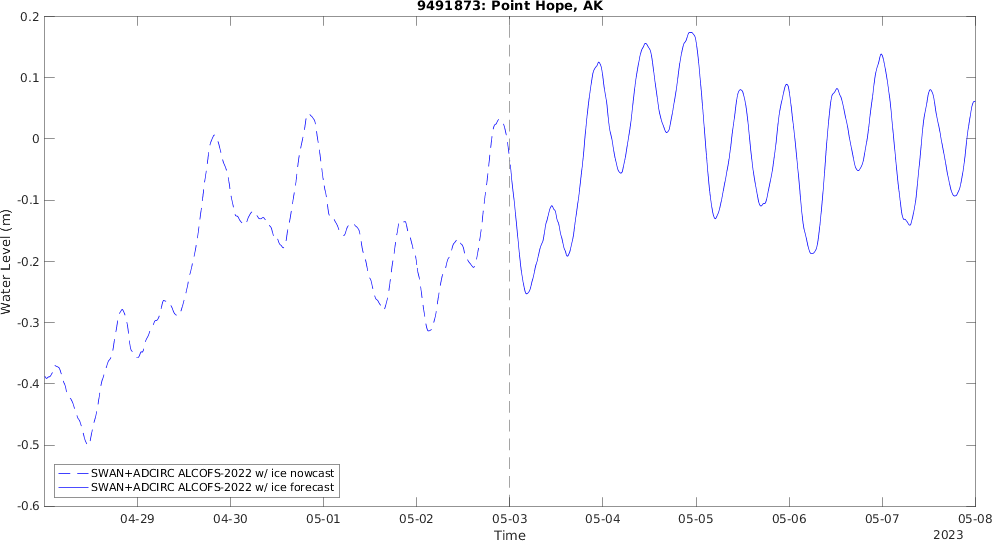 9491873: Point Hope, AK
0.2
0.1
0
-0.1
-0.2
-0.3
-0.4
-0.5
-0.6
Water Level (m)
SWAN+ADCIRC ALCOFS-2022 w/ ice nowcast
SWAN+ADCIRC ALCOFS-2022 w/ ice forecast
04-29 04-30 05-01 05-02 05-03 05-04 05-05 05-06 05-07 05-08
Time
2023